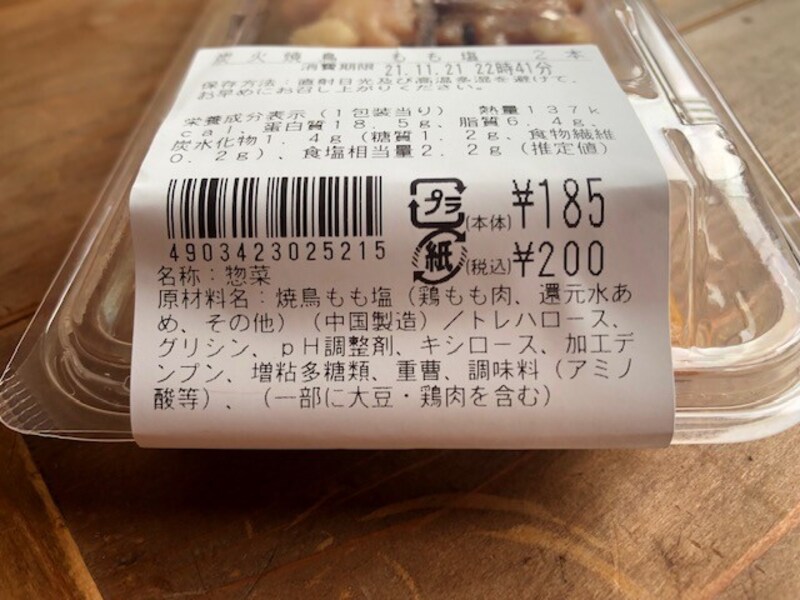 炭火焼鳥　もも塩　２本
消費期限 21.11.21 22時41分
保存方法：直射日光及び高温多湿を避けて、
お早めにお召し上がりください。
栄養成分表示（１包装当り）　熱量１３７ｋ
ｃａｌ、蛋白質１８．５ｇ、脂質６．４ｇ、
炭水化物１．４ｇ（糖質１．２ｇ、食物繊維
０．２ｇ）、食塩相当量２．２ｇ（推定値）
プラ
(本体) ¥185
紙
(税込) ¥200
4903423025215
名称：惣菜
原材料名：焼鳥もも塩（鶏もも肉、還元水あ
め、その他）（中国製造）／トレハロース、
グリシン、ｐＨ調整剤、キシロース、加工デ
ンプン、増粘多糖類、重曹、調味料（アミノ
酸等）、（一部に大豆・鶏肉を含む）